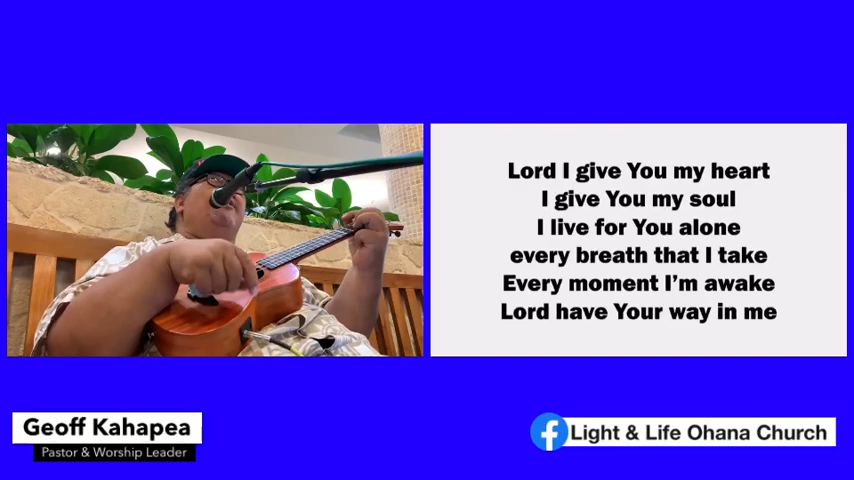 Lord I give You my heart
I give You my soul
I live for You alone
every breath that I take
Every moment I'm awake
Lord have Your way in me
Geoff Kahapea
Pastor & Worship Leader
Light & Life Ohana Church